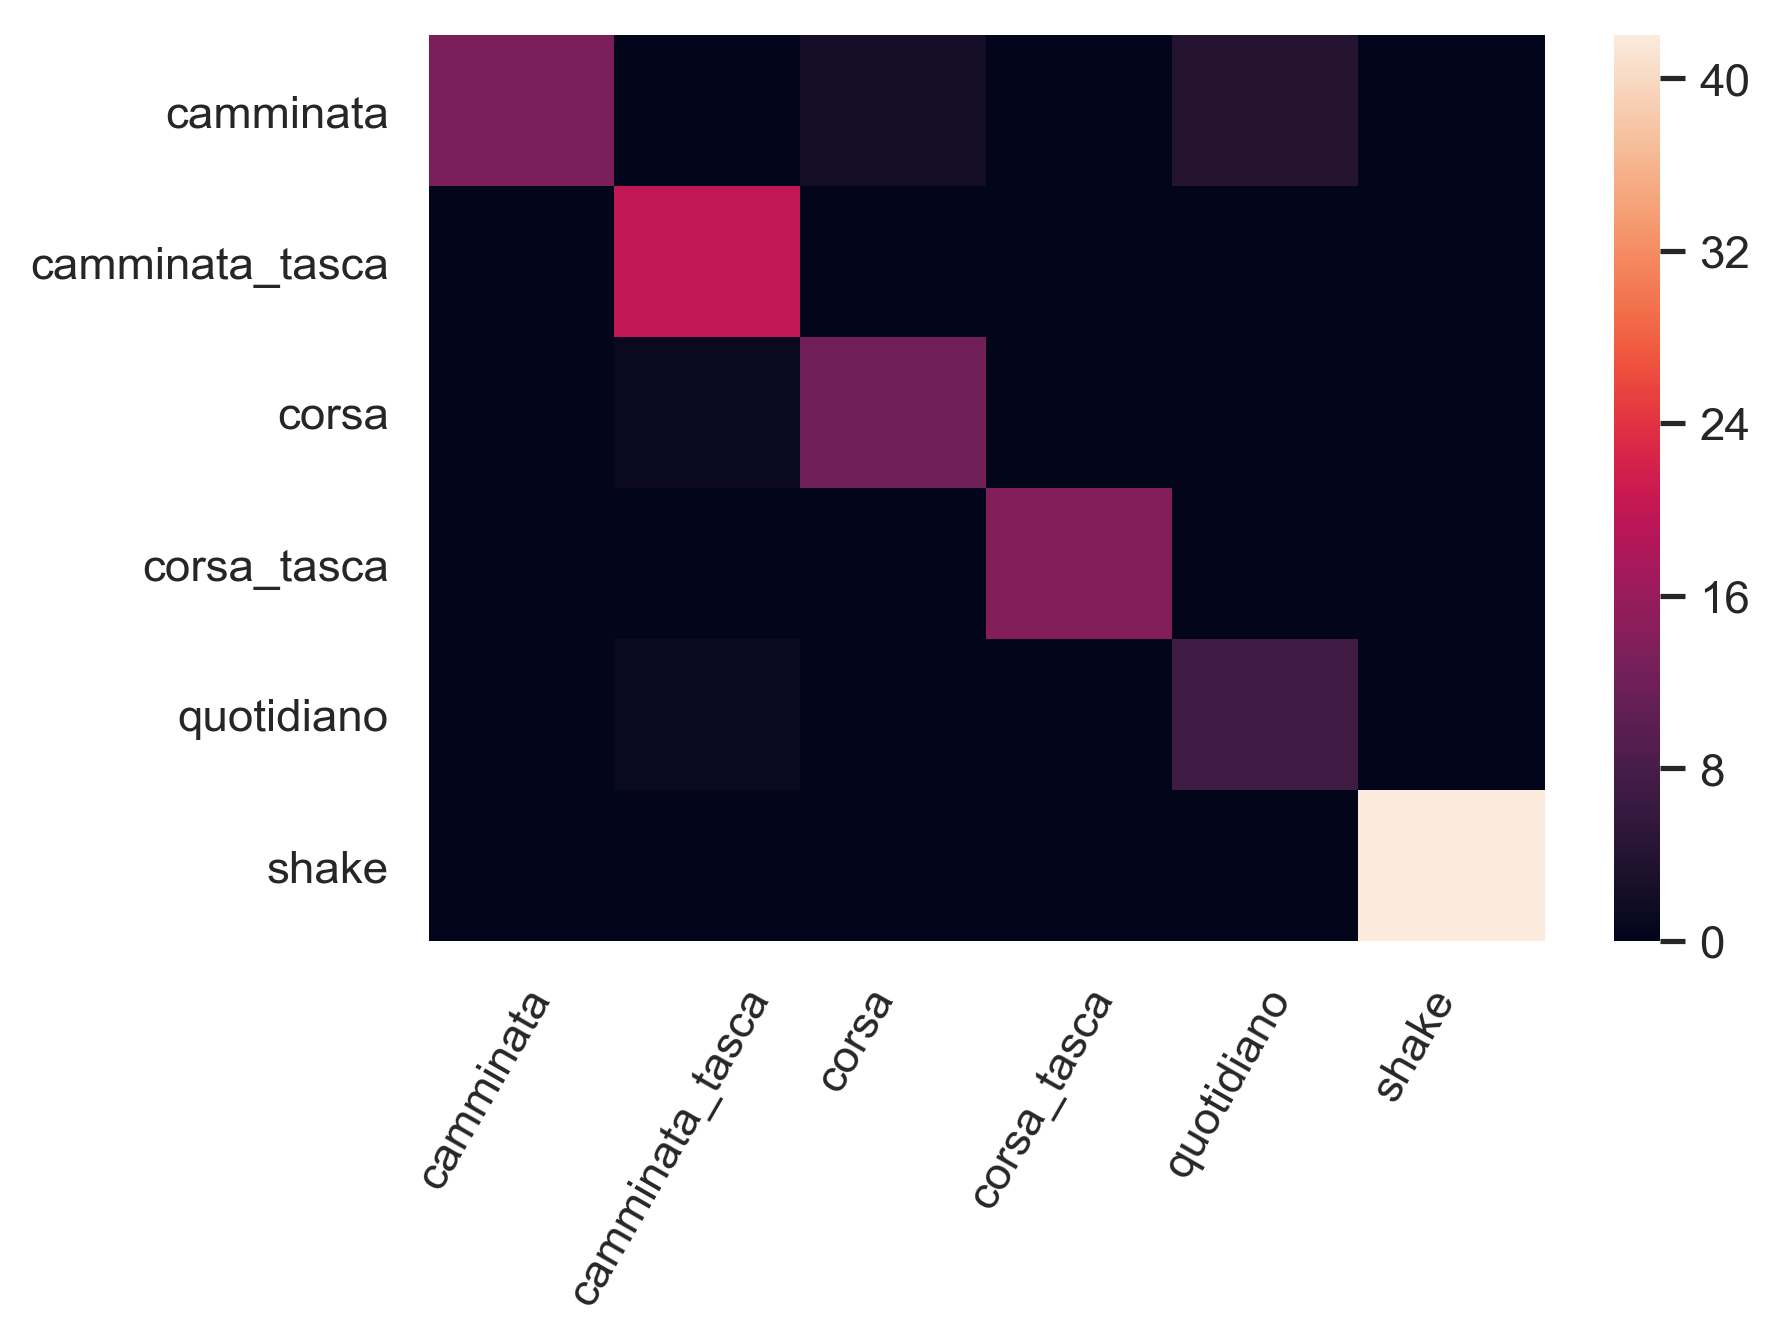 camminata
camminata_tasca
corsa
corsa_tasca
quotidiano
shake
camminata
camminata_tasca
corsa
corsa_tasca
quotidiano
shake
40
32
24
16
8
0